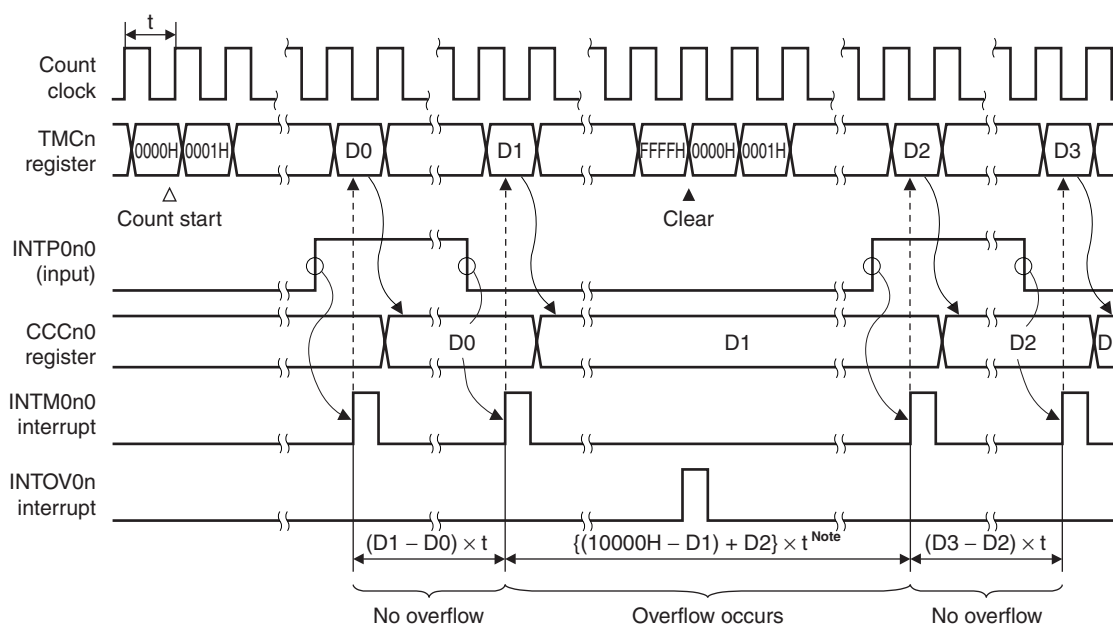 t
Count
clock
TMCn
register
0000H 0001H D0 D1 FFFFH 0000H 0001H D2 D3
Count start
Clear
INTP0n0
(input)
CCCn0
register
D0 D1 D2 D
INTM0n0
interrupt
INTOV0n
interrupt
(D1 − D0) × t {(10000H − D1) + D2} × t Note (D3 − D2) × t
No overflow Overflow occurs No overflow